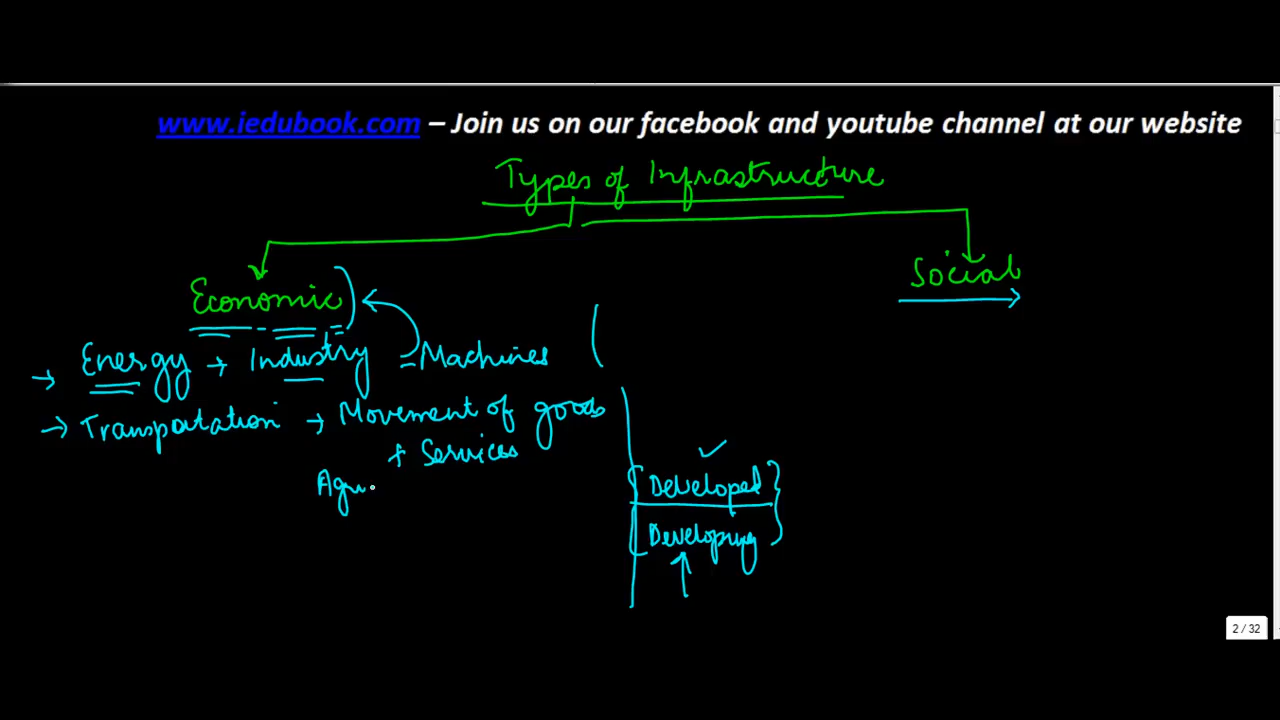 www.iedubook.com – Join us on our facebook and youtube channel at our website
Types of Infrastructure
Economic
Social
→ Energy → Industry = Machines
→ Transportation → Movement of goods
+ Services
Agri
Developed
Developing
2 / 32